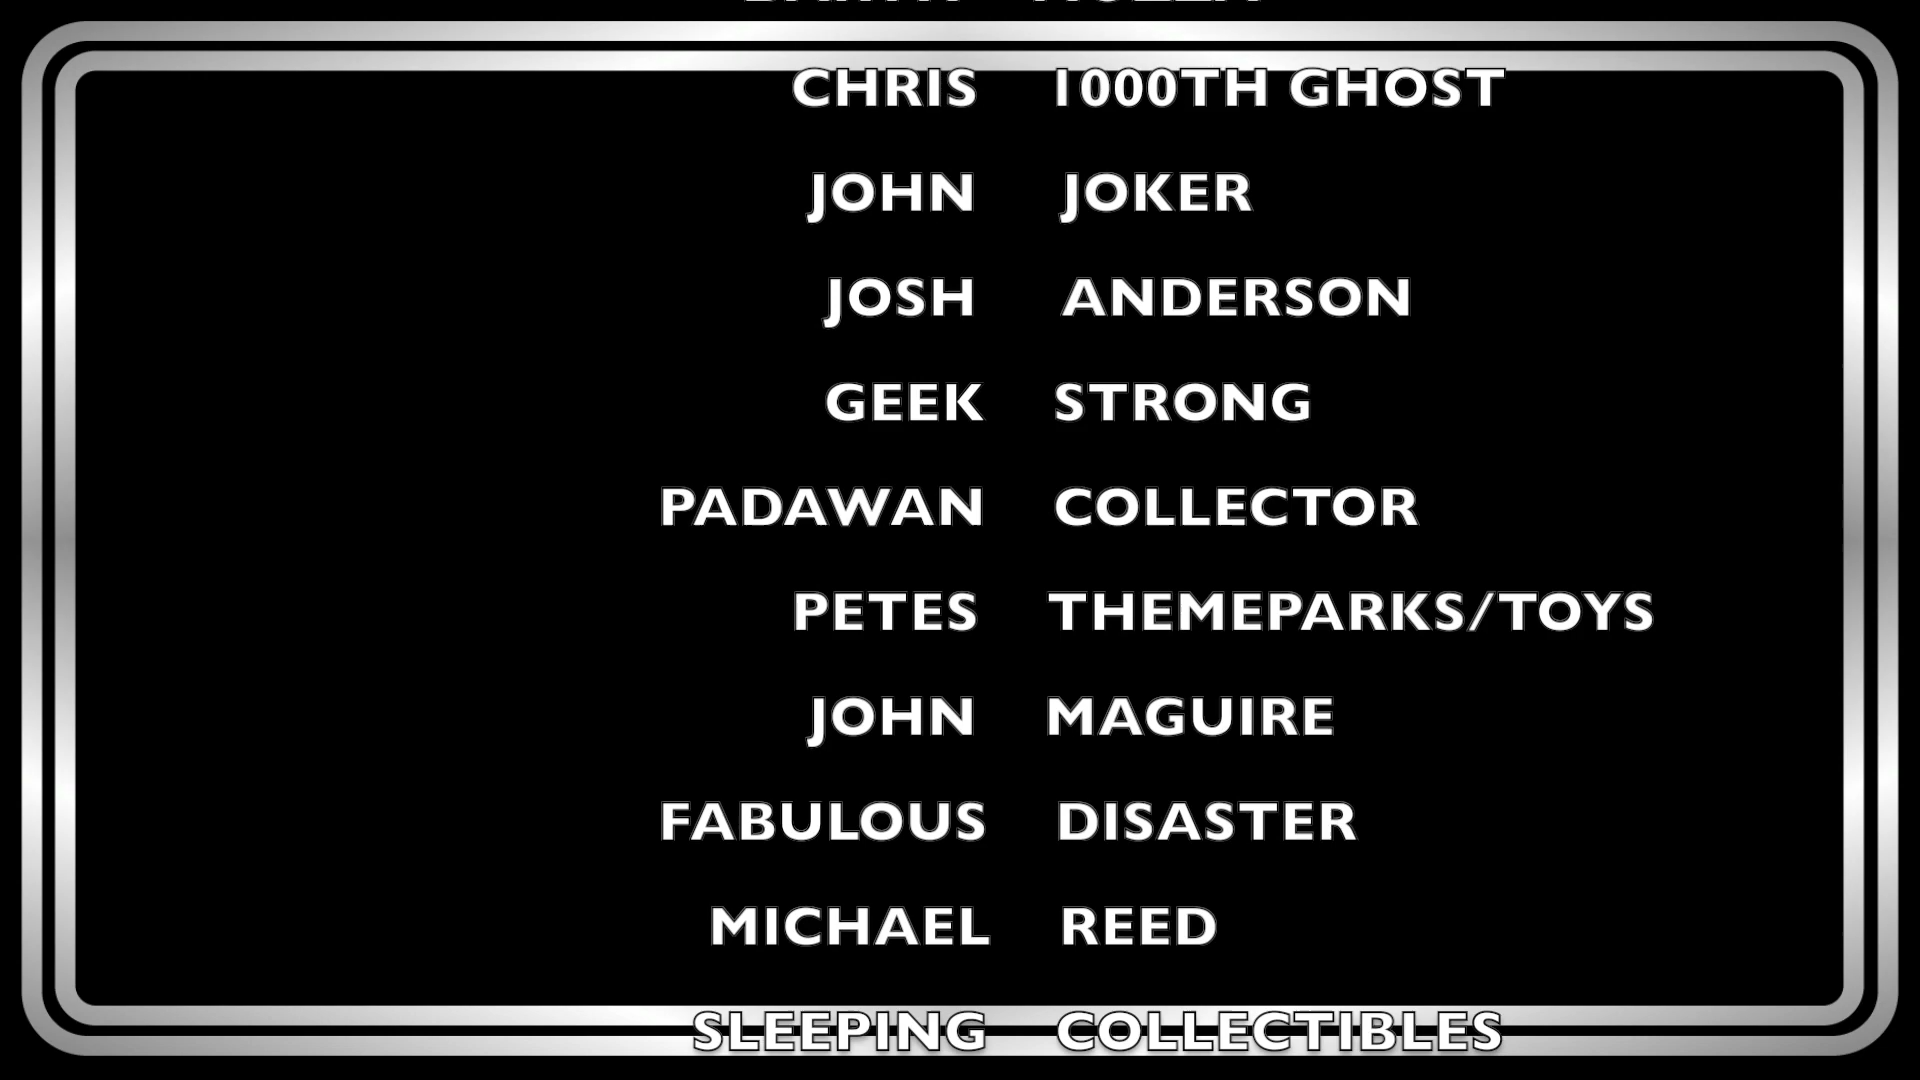 CHRIS 1000TH GHOST
JOHN JOKER
JOSH ANDERSON
GEEK STRONG
PADAWAN COLLECTOR
PETES THEMEPARKS/TOYS
JOHN MAGUIRE
FABULOUS DISASTER
MICHAEL REED
SLEEPING COLLECTIBLES